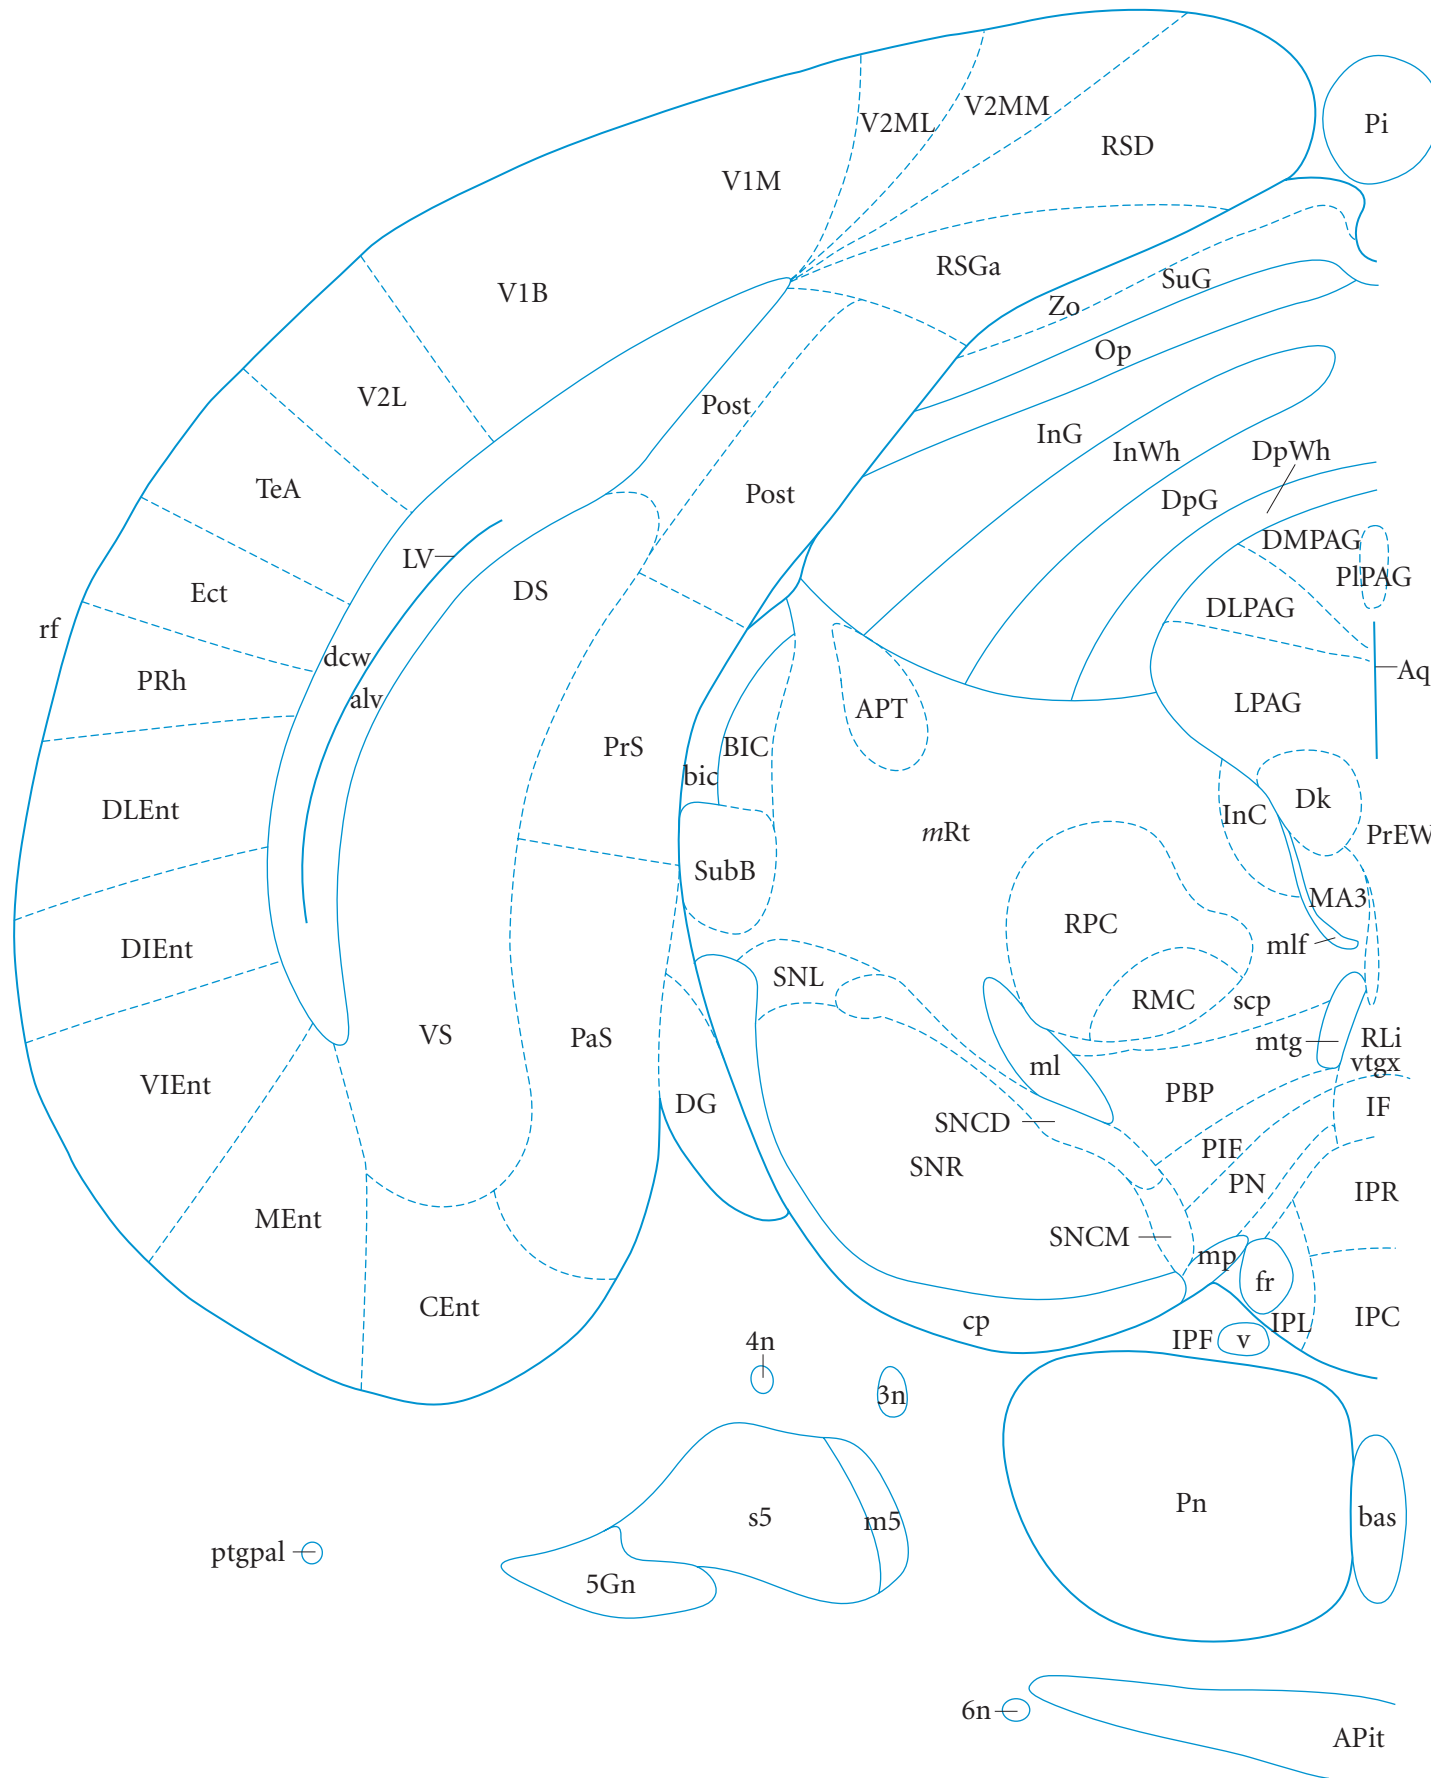 V2MM
V2ML
Pi
RSD
V1M
RSGa
SuG
V1B
Zo
Op
V2L
Post
InG
InWh
DpWh
TeA
Post
DpG
DMPAG
LV
PlPAG
DS
Ect
DLPAG
rf
dcw
Aq
PRh
alv
APT
LPAG
PrS
BIC
bic
Dk
DLEnt
InC
mRt
PrEW
SubB
MA3
RPC
DIEnt
mlf
SNL
RMC
scp
VS
PaS
mtg
RLi
vtgx
ml
VIEnt
PBP
DG
IF
SNCD
PIF
SNR
PN
IPR
MEnt
SNCM
mp
fr
CEnt
cp
IPL
IPC
4n
IPF
v
3n
Pn
s5
m5
bas
ptgpal
5Gn
6n
APit